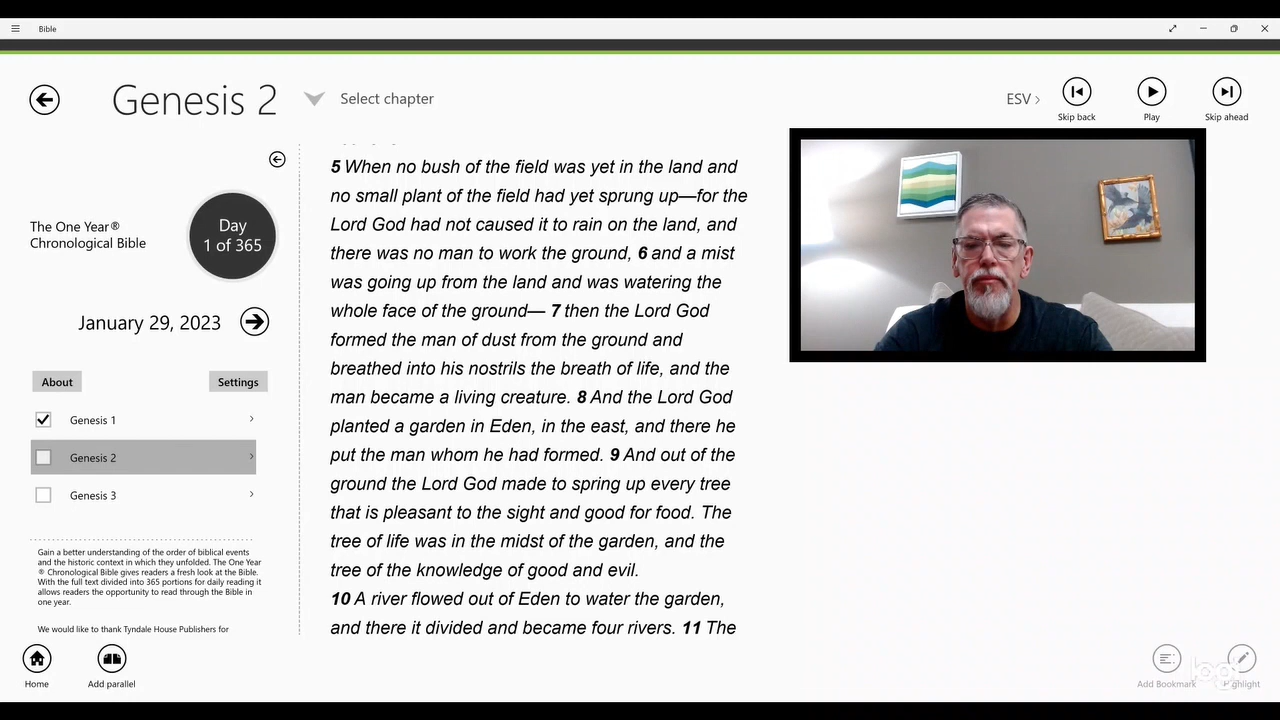 Bible
Genesis 2
Select chapter
ESV
Skip back
Play
Skip ahead
The One Year®
Chronological Bible
Day
1 of 365
January 29, 2023
About
Settings
Genesis 1
Genesis 2
Genesis 3
Gain a better understanding of the order of biblical events
and the historic context in which they unfolded. The One Year
® Chronological Bible gives readers a fresh look at the Bible.
With the full text divided into 365 portions for daily reading it
allows readers the opportunity to read through the Bible in
one year.
We would like to thank Tyndale House Publishers for
5 When no bush of the field was yet in the land and
no small plant of the field had yet sprung up—for the
Lord God had not caused it to rain on the land, and
there was no man to work the ground, 6 and a mist
was going up from the land and was watering the
whole face of the ground— 7 then the Lord God
formed the man of dust from the ground and
breathed into his nostrils the breath of life, and the
man became a living creature. 8 And the Lord God
planted a garden in Eden, in the east, and there he
put the man whom he had formed. 9 And out of the
ground the Lord God made to spring up every tree
that is pleasant to the sight and good for food. The
tree of life was in the midst of the garden, and the
tree of the knowledge of good and evil.
10 A river flowed out of Eden to water the garden,
and there it divided and became four rivers. 11 The
Home
Add parallel
Add Bookmark
Highlight
logi